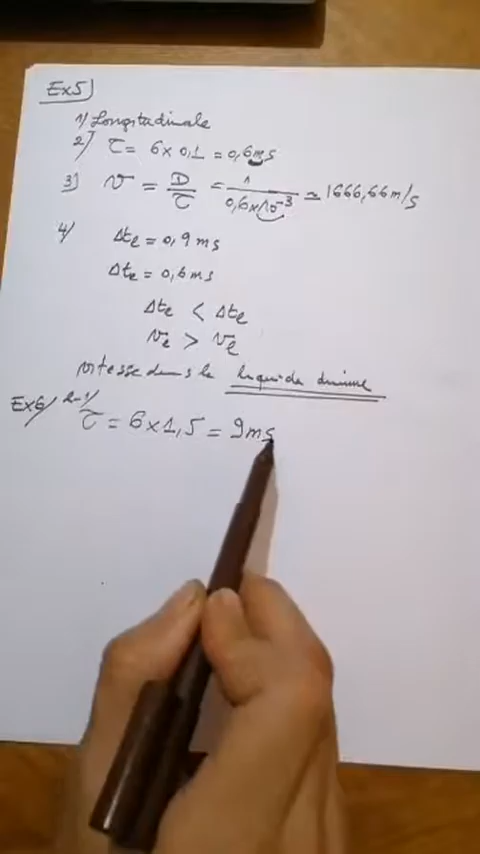 Ex5
1) Longitudinale
2) τ = 6 × 0,1 = 0,6 ms
3) v = D/τ = 1/0,6×10⁻³ ≈ 1666,66 m/s
4/ Δtℓ = 0,9 ms
Δte = 0,6 ms
Δte < Δtℓ
ve > vℓ
vitesse dans le liquide diminue
Ex6/ 2-1/ τ = 6 × 1,5 = 9 ms